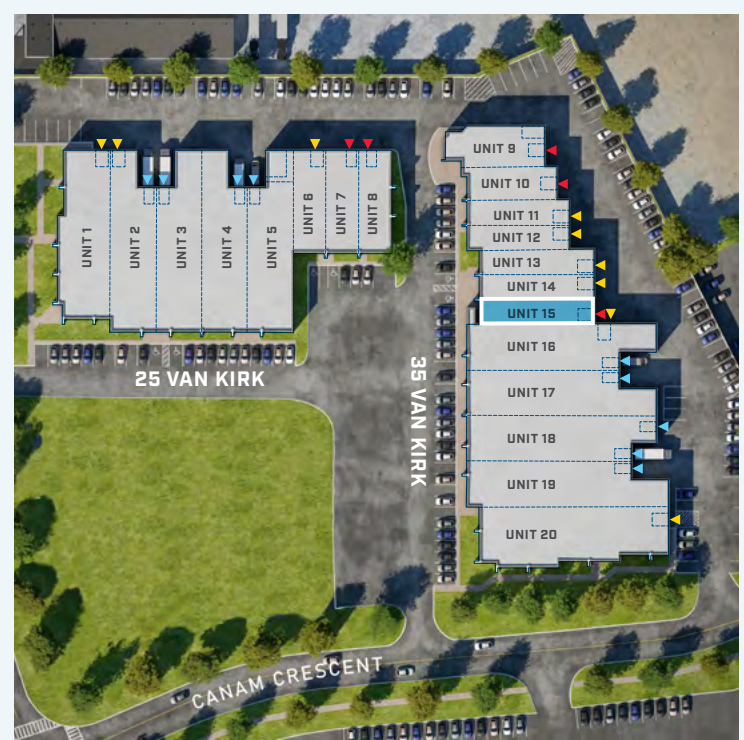 UNIT 1
UNIT 2
UNIT 3
UNIT 4
UNIT 5
UNIT 6
UNIT 7
UNIT 8
25 VAN KIRK
35 VAN KIRK
UNIT 9
UNIT 10
UNIT 11
UNIT 12
UNIT 13
UNIT 14
UNIT 15
UNIT 16
UNIT 17
UNIT 18
UNIT 19
UNIT 20
CANAM CRESCENT